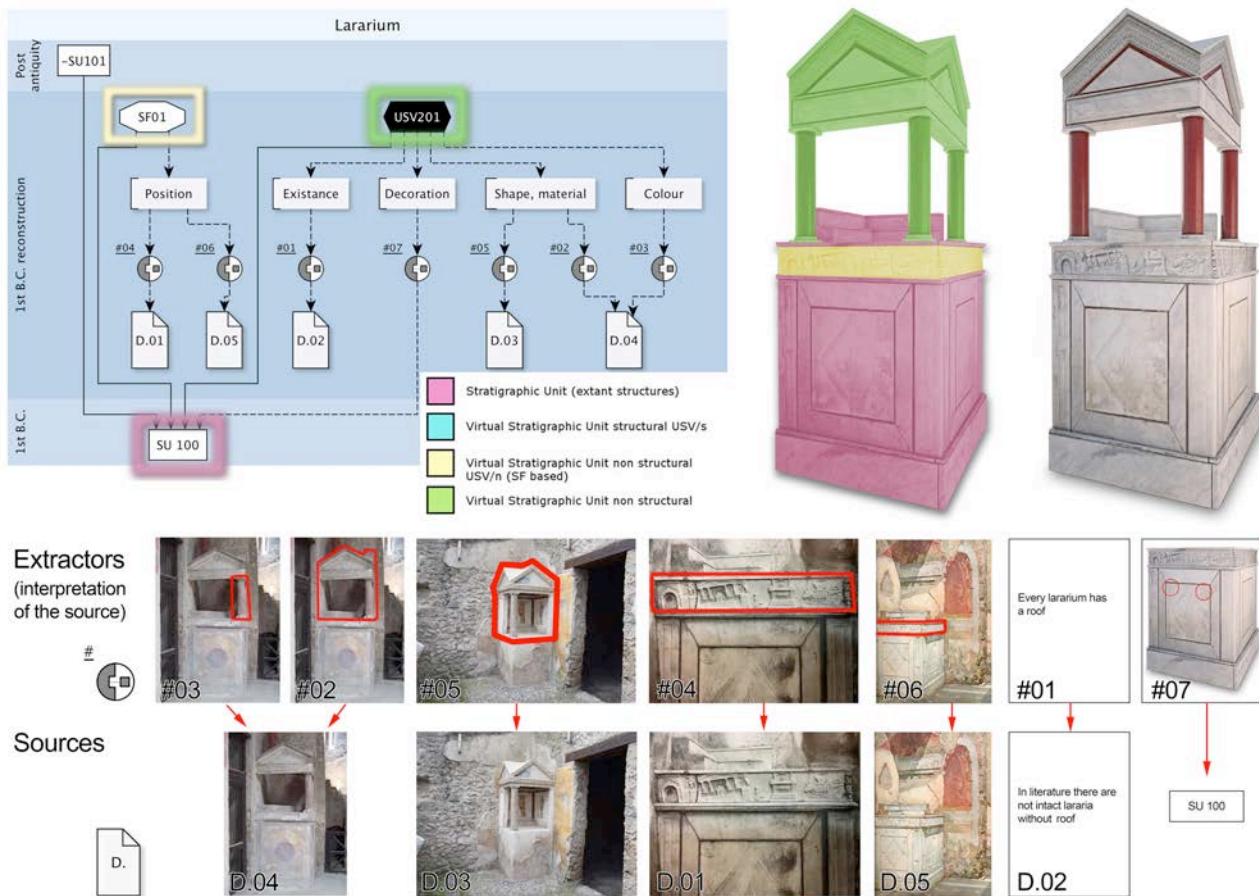 Lararium
Post
antiquity
-SU101
SF01
USV201
1st B.C. reconstruction
Position
Existance
Decoration
Shape, material
Colour
#04
#06
#01
#07
#05
#02
#03
D.01
D.05
D.02
D.03
D.04
1st B.C.
SU 100
Stratigraphic Unit (extant structures)
Virtual Stratigraphic Unit structural USV/s
Virtual Stratigraphic Unit non structural
USV/n (SF based)
Virtual Stratigraphic Unit non structural
Extractors
(interpretation
of the source)
#
#03
#02
#05
#04
#06
Every lararium has
a roof
#01
#07
Sources
D.
D.04
D.03
D.01
D.05
In literature there are
not intact lararia
without roof
D.02
SU 100